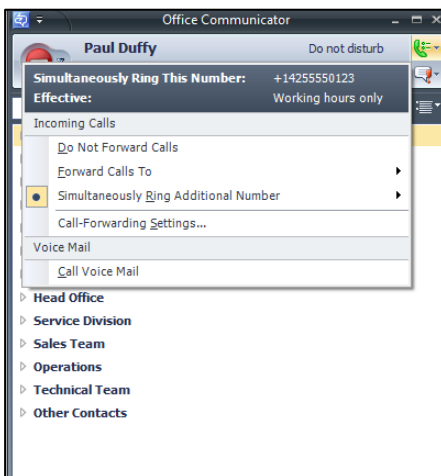 Office Communicator
Paul Duffy Do not disturb
Simultaneously Ring This Number: +14255550123
Effective: Working hours only
Incoming Calls
Do Not Forward Calls
Forward Calls To
Simultaneously Ring Additional Number
Call-Forwarding Settings...
Voice Mail
Call Voice Mail
Head Office
Service Division
Sales Team
Operations
Technical Team
Other Contacts